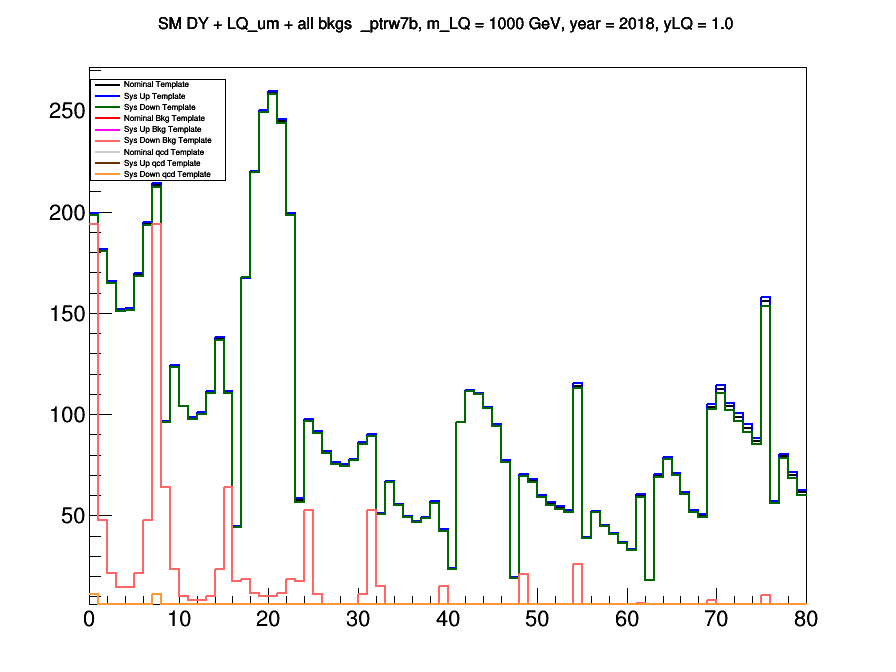 SM DY + LQ_um + all bkgs _ptrw7b, m_LQ = 1000 GeV, year = 2018, yLQ = 1.0
Nominal Template
Sys Up Template
Sys Down Template
Nominal Bkg Template
Sys Up Bkg Template
Sys Down Bkg Template
Nominal qcd Template
Sys Up qcd Template
Sys Down qcd Template
250
200
150
100
50
0 10 20 30 40 50 60 70 80